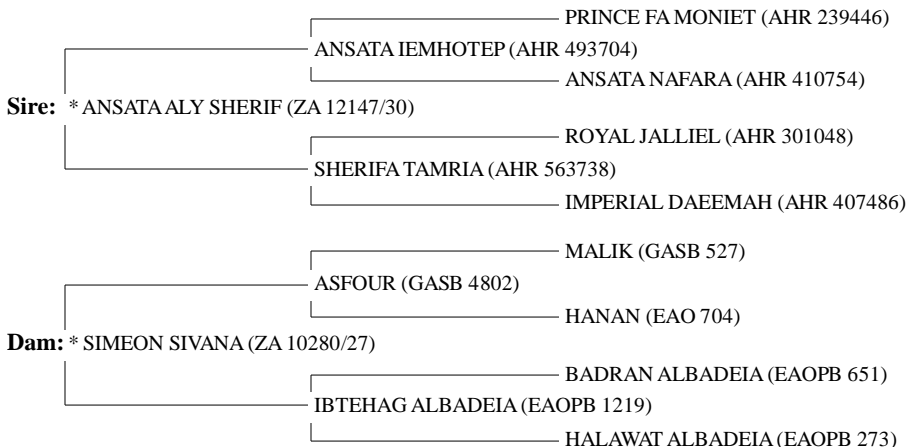 PRINCE FA MONIET (AHR 239446)
ANSATA IEMHOTEP (AHR 493704)
ANSATA NAFARA (AHR 410754)
Sire: * ANSATA ALY SHERIF (ZA 12147/30)
ROYAL JALLIEL (AHR 301048)
SHERIFA TAMRIA (AHR 563738)
IMPERIAL DAEEMAH (AHR 407486)
MALIK (GASB 527)
ASFOUR (GASB 4802)
HANAN (EAO 704)
Dam: * SIMEON SIVANA (ZA 10280/27)
BADRAN ALBADEIA (EAOPB 651)
IBTEHAG ALBADEIA (EAOPB 1219)
HALAWAT ALBADEIA (EAOPB 273)